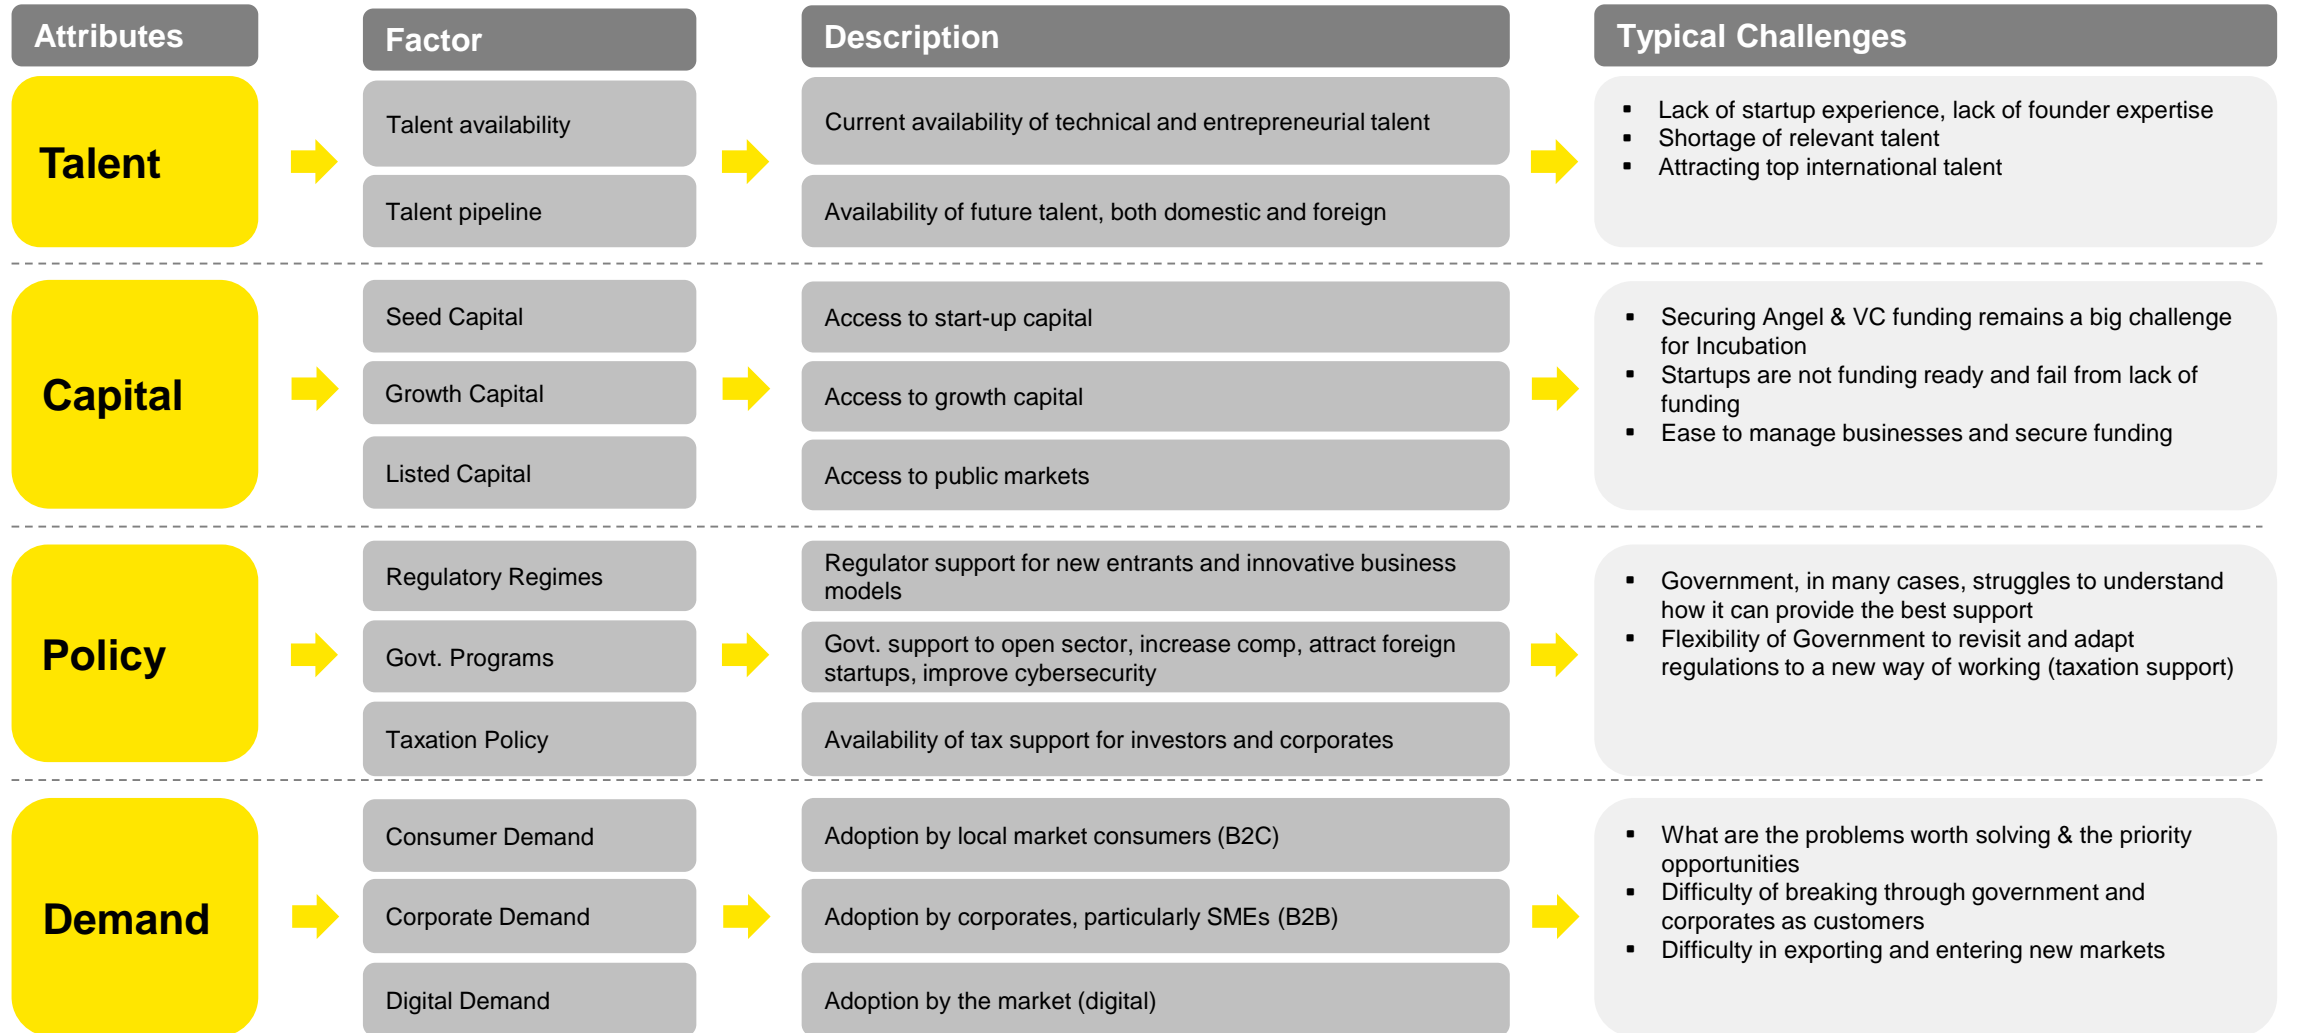 Attributes
Factor
Description
Typical Challenges
Talent
Talent availability
Talent pipeline
Current availability of technical and entrepreneurial talent
Availability of future talent, both domestic and foreign
▪ Lack of startup experience, lack of founder expertise
▪ Shortage of relevant talent
▪ Attracting top international talent
Capital
Seed Capital
Growth Capital
Listed Capital
Access to start-up capital
Access to growth capital
Access to public markets
▪ Securing Angel & VC funding remains a big challenge
for Incubation
▪ Startups are not funding ready and fail from lack of
funding
▪ Ease to manage businesses and secure funding
Policy
Regulatory Regimes
Govt. Programs
Taxation Policy
Regulator support for new entrants and innovative business
models
Govt. support to open sector, increase comp, attract foreign
startups, improve cybersecurity
Availability of tax support for investors and corporates
▪ Government, in many cases, struggles to understand
how it can provide the best support
▪ Flexibility of Government to revisit and adapt
regulations to a new way of working (taxation support)
Demand
Consumer Demand
Corporate Demand
Digital Demand
Adoption by local market consumers (B2C)
Adoption by corporates, particularly SMEs (B2B)
Adoption by the market (digital)
▪ What are the problems worth solving & the priority
opportunities
▪ Difficulty of breaking through government and
corporates as customers
▪ Difficulty in exporting and entering new markets